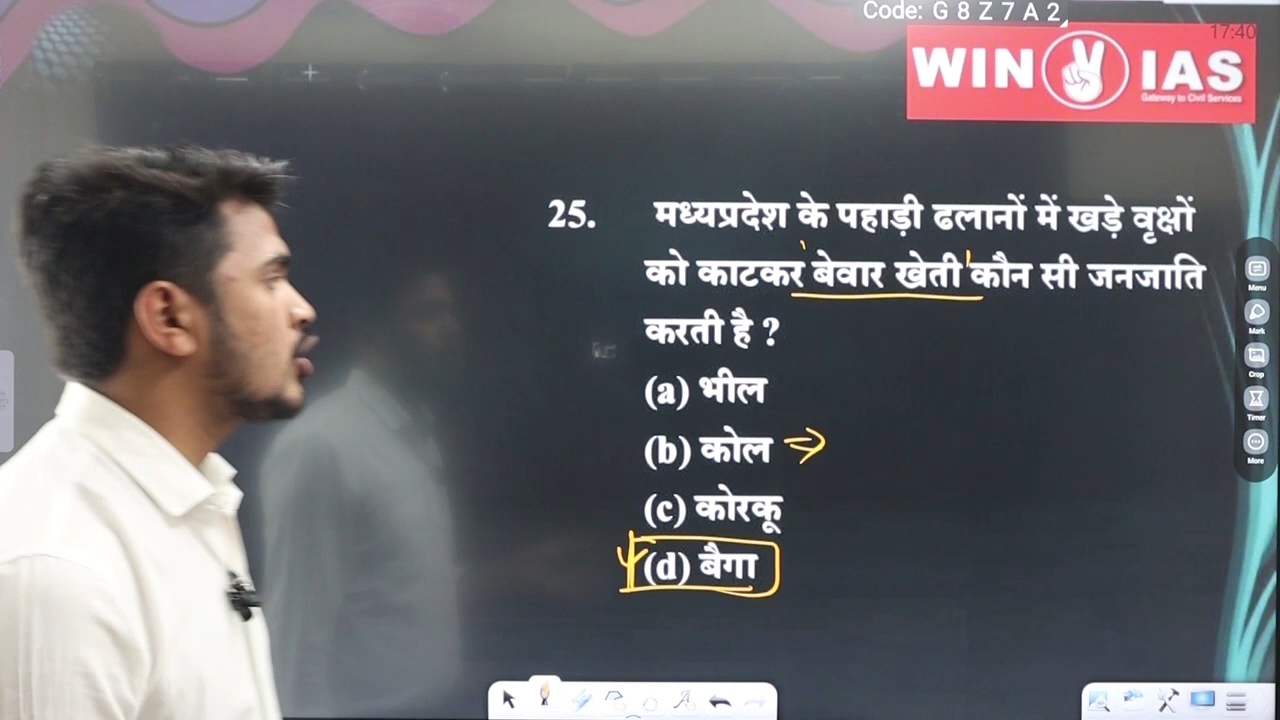 Code: G 8 Z 7 A 2
17:40
WIN IAS
Gateway to Civil Services
25. मध्यप्रदेश के पहाड़ी ढलानों में खड़े वृक्षों
को काटकर 'बेवार खेती' कौन सी जनजाति
करती है ?
(a) भील
(b) कोल
(c) कोरकू
(d) बैगा
Menu
Mark
Crop
Timer
More